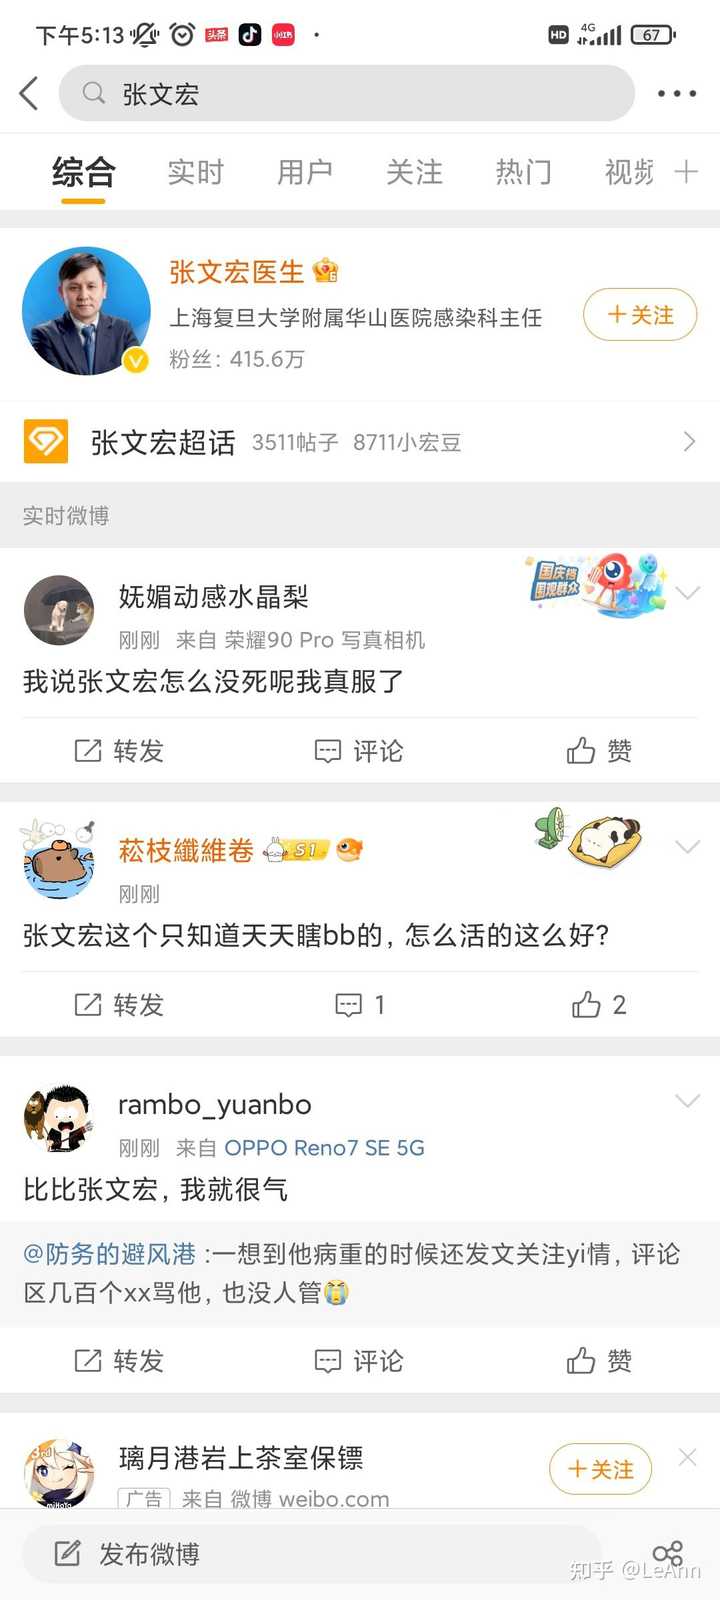 下午5:13
头条
小红书
HD
4G
67
张文宏
综合 实时 用户 关注 热门 视频
张文宏医生
上海复旦大学附属华山医院感染科主任
粉丝：415.6万
+关注
张文宏超话 3511帖子 8711小宏豆
实时微博
妩媚动感水晶梨
国庆档
围观群众
刚刚 来自 荣耀90 Pro 写真相机
我说张文宏怎么没死呢我真服了
转发 评论 赞
菘枝纖維卷 S1
刚刚
张文宏这个只知道天天瞎bb的，怎么活的这么好？
转发 1 2
rambo_yuanbo
刚刚 来自 OPPO Reno7 SE 5G
比比张文宏，我就很气
@防务的避风港 :一想到他病重的时候还发文关注yi情，评论
区几百个xx骂他，也没人管
转发 评论 赞
璃月港岩上茶室保镖
广告 来自 微博 weibo.com
+关注
miHoYo
发布微博
知乎 @LeAnn